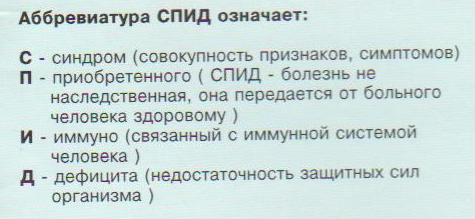 Аббревиатура СПИД означает:
С - синдром (совокупность признаков, симптомов)
П - приобретенного ( СПИД - болезнь не
наследственная, она передается от больного
человека здоровому )
И - иммуно (связанный с иммунной системой
человека )
Д - дефицита (недостаточность защитных сил
организма )